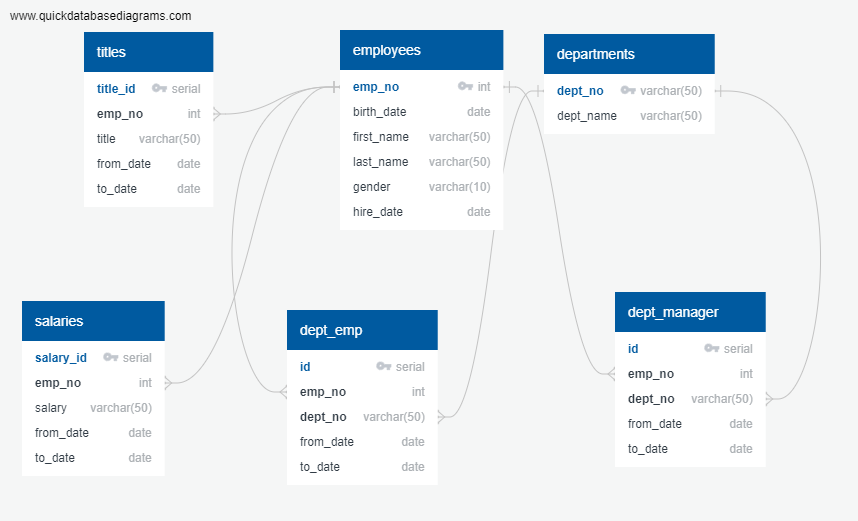 www.quickdatabasediagrams.com
titles
title_id serial
emp_no int
title varchar(50)
from_date date
to_date date
employees
emp_no int
birth_date date
first_name varchar(50)
last_name varchar(50)
gender varchar(10)
hire_date date
departments
dept_no varchar(50)
dept_name varchar(50)
salaries
salary_id serial
emp_no int
salary varchar(50)
from_date date
to_date date
dept_emp
id serial
emp_no int
dept_no varchar(50)
from_date date
to_date date
dept_manager
id serial
emp_no int
dept_no varchar(50)
from_date date
to_date date